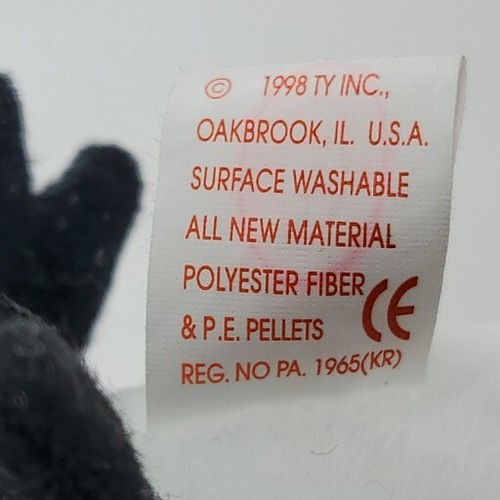 © 1998 TY INC.,
OAKBROOK, IL. U.S.A.
SURFACE WASHABLE
ALL NEW MATERIAL
POLYESTER FIBER
& P.E. PELLETS CE
REG. NO PA. 1965(KR)